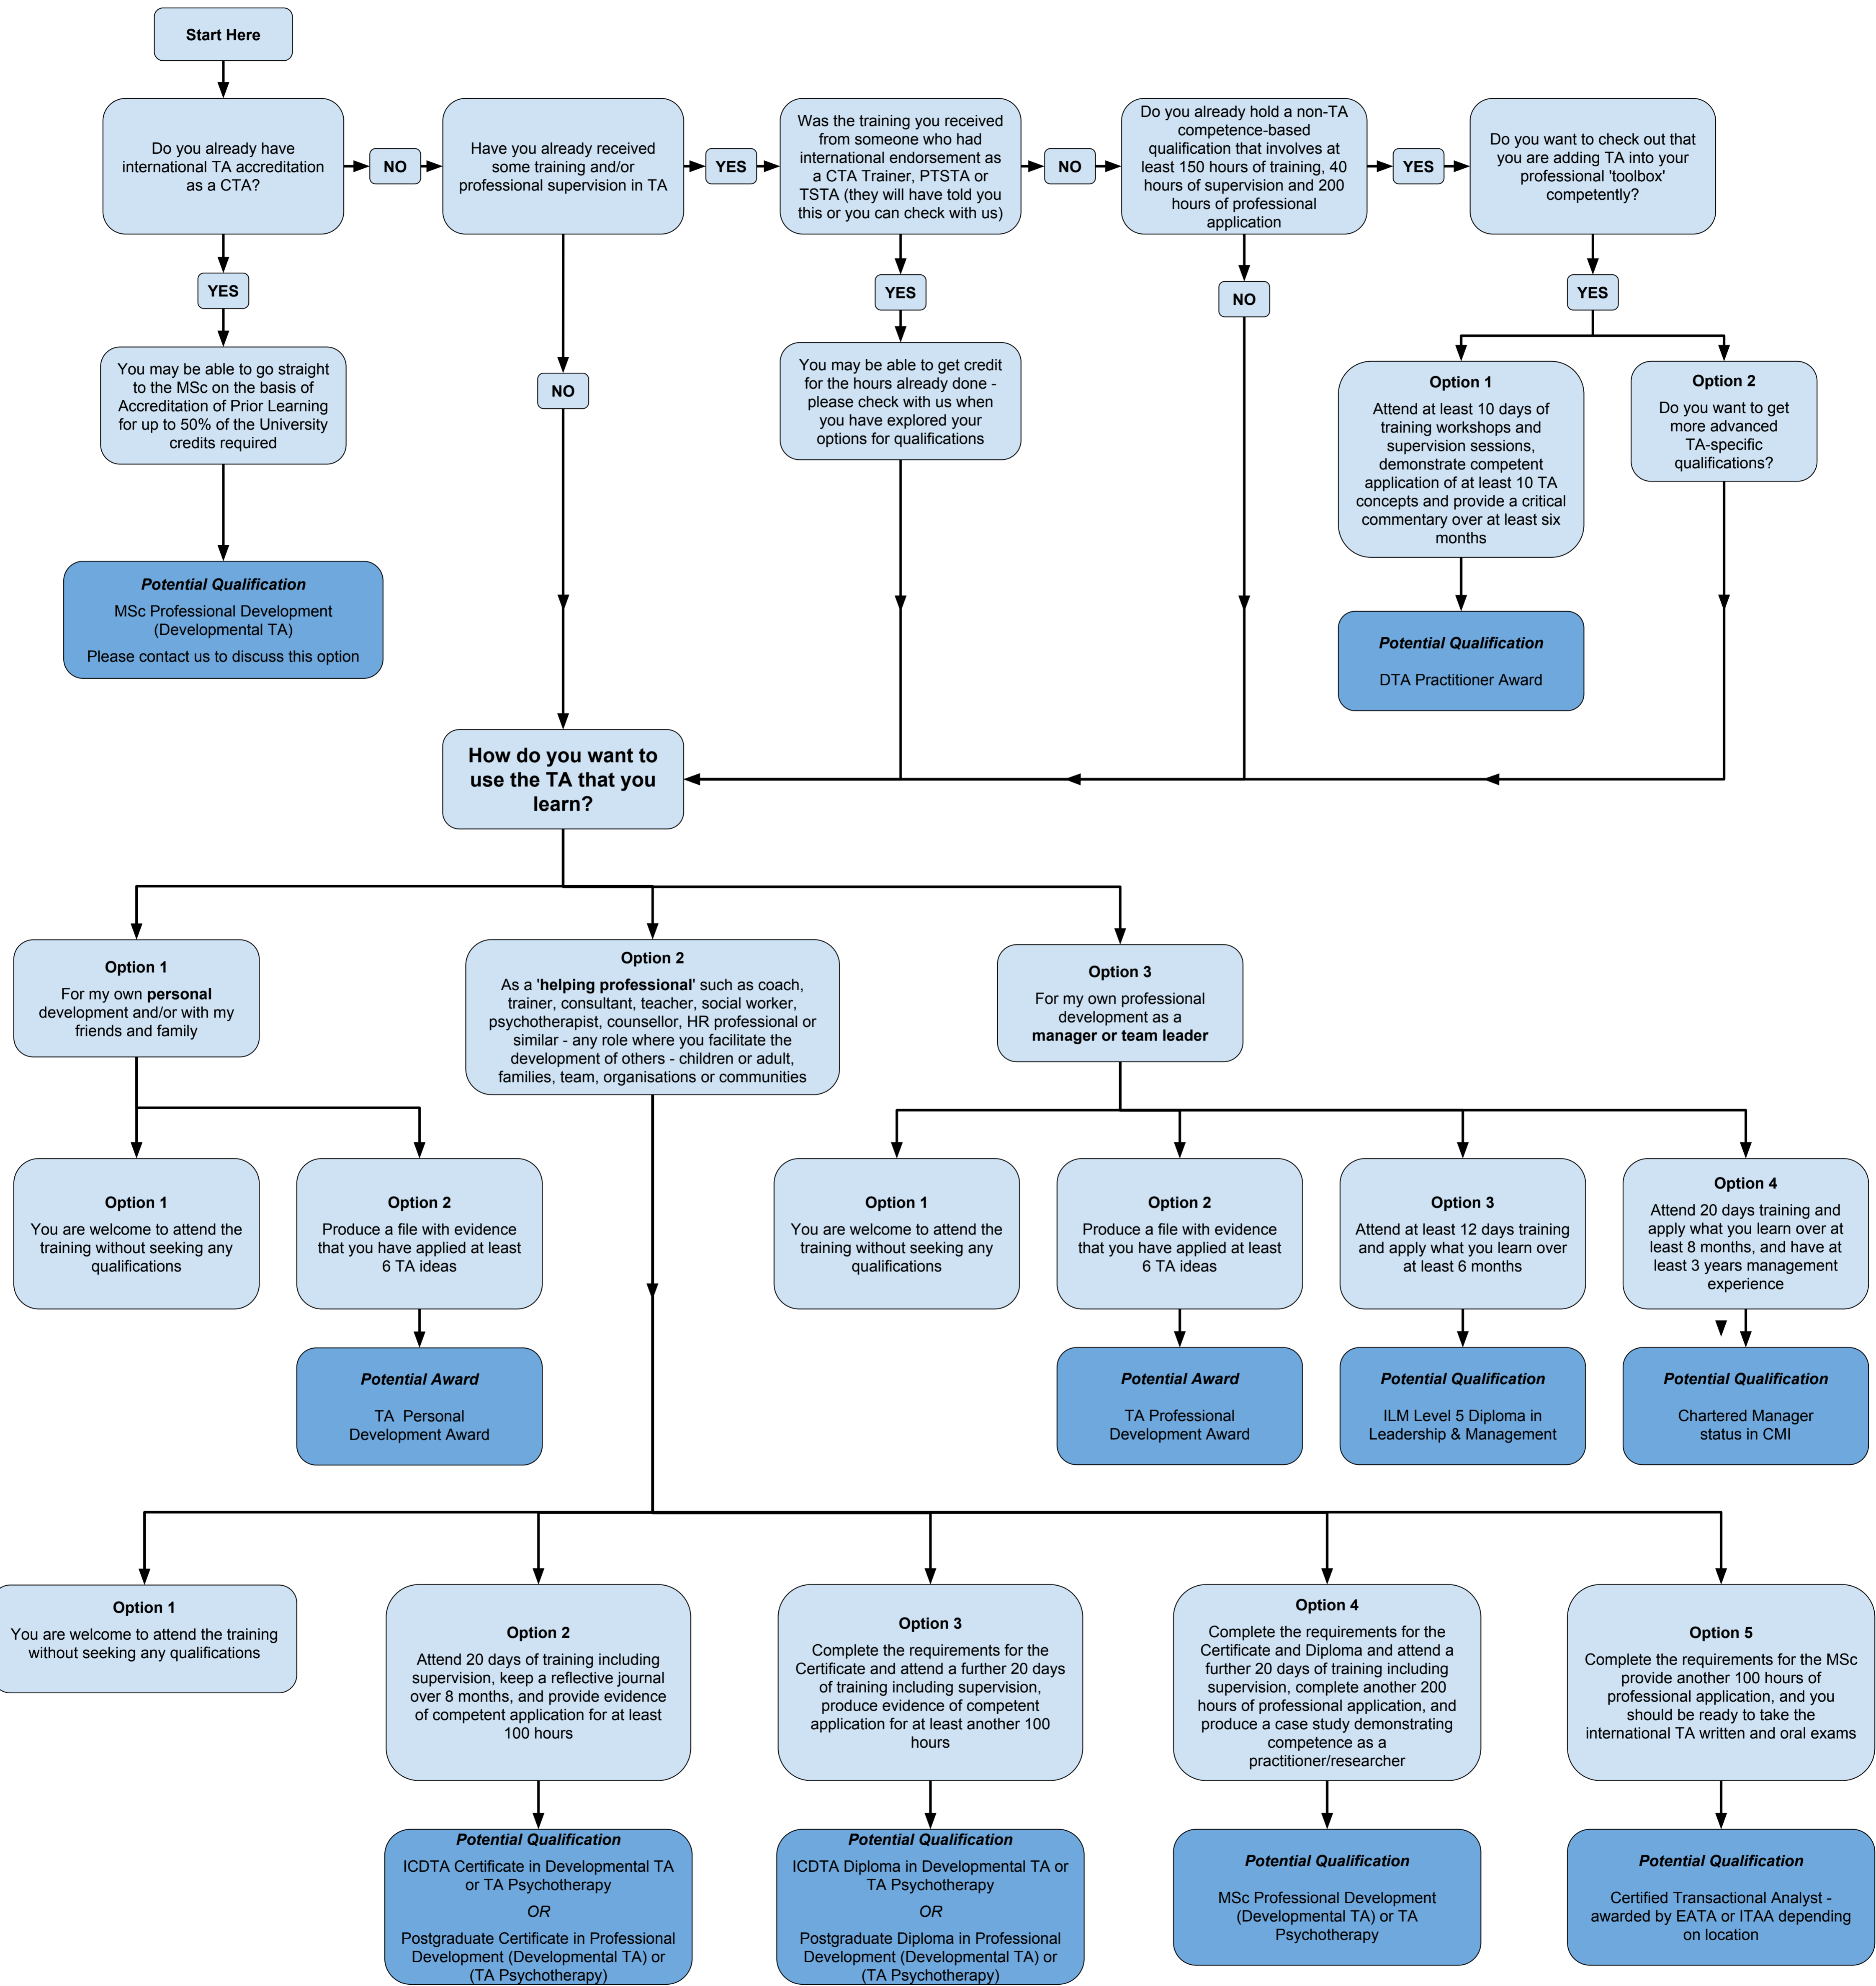 Start Here
Do you already have
international TA accreditation
as a CTA?
NO
Have you already received
some training and/or
professional supervision in TA
YES
Was the training you received
from someone who had
international endorsement as
a CTA Trainer, PTSTA or
TSTA (they will have told you
this or you can check with us)
NO
Do you already hold a non-TA
competence-based
qualification that involves at
least 150 hours of training, 40
hours of supervision and 200
hours of professional
application
YES
Do you want to check out that
you are adding TA into your
professional 'toolbox'
competently?
YES
NO
YES
NO
YES
You may be able to go straight
to the MSc on the basis of
Accreditation of Prior Learning
for up to 50% of the University
credits required
You may be able to get credit
for the hours already done -
please check with us when
you have explored your
options for qualifications
Option 1
Attend at least 10 days of
training workshops and
supervision sessions,
demonstrate competent
application of at least 10 TA
concepts and provide a critical
commentary over at least six
months
Option 2
Do you want to get
more advanced
TA-specific
qualifications?
Potential Qualification
MSc Professional Development
(Developmental TA)
Please contact us to discuss this option
Potential Qualification
DTA Practitioner Award
How do you want to
use the TA that you
learn?
Option 1
For my own personal
development and/or with my
friends and family
Option 2
As a 'helping professional' such as coach,
trainer, consultant, teacher, social worker,
psychotherapist, counsellor, HR professional or
similar - any role where you facilitate the
development of others - children or adult,
families, team, organisations or communities
Option 3
For my own professional
development as a
manager or team leader
Option 1
You are welcome to attend the
training without seeking any
qualifications
Option 2
Produce a file with evidence
that you have applied at least
6 TA ideas
Option 1
You are welcome to attend the
training without seeking any
qualifications
Option 2
Produce a file with evidence
that you have applied at least
6 TA ideas
Option 3
Attend at least 12 days training
and apply what you learn over
at least 6 months
Option 4
Attend 20 days training and
apply what you learn over at
least 8 months, and have at
least 3 years management
experience
Potential Award
TA Personal
Development Award
Potential Award
TA Professional
Development Award
Potential Qualification
ILM Level 5 Diploma in
Leadership & Management
Potential Qualification
Chartered Manager
status in CMI
Option 1
You are welcome to attend the training
without seeking any qualifications
Option 2
Attend 20 days of training including
supervision, keep a reflective journal
over 8 months, and provide evidence
of competent application for at least
100 hours
Option 3
Complete the requirements for the
Certificate and attend a further 20 days
of training including supervision,
produce evidence of competent
application for at least another 100
hours
Option 4
Complete the requirements for the
Certificate and Diploma and attend a
further 20 days of training including
supervision, complete another 200
hours of professional application, and
produce a case study demonstrating
competence as a
practitioner/researcher
Option 5
Complete the requirements for the MSc
provide another 100 hours of
professional application, and you
should be ready to take the
international TA written and oral exams
Potential Qualification
ICDTA Certificate in Developmental TA
or TA Psychotherapy
OR
Postgraduate Certificate in Professional
Development (Developmental TA) or
(TA Psychotherapy)
Potential Qualification
ICDTA Diploma in Developmental TA or
TA Psychotherapy
OR
Postgraduate Diploma in Professional
Development (Developmental TA) or
(TA Psychotherapy)
Potential Qualification
MSc Professional Development
(Developmental TA) or TA
Psychotherapy
Potential Qualification
Certified Transactional Analyst -
awarded by EATA or ITAA depending
on location